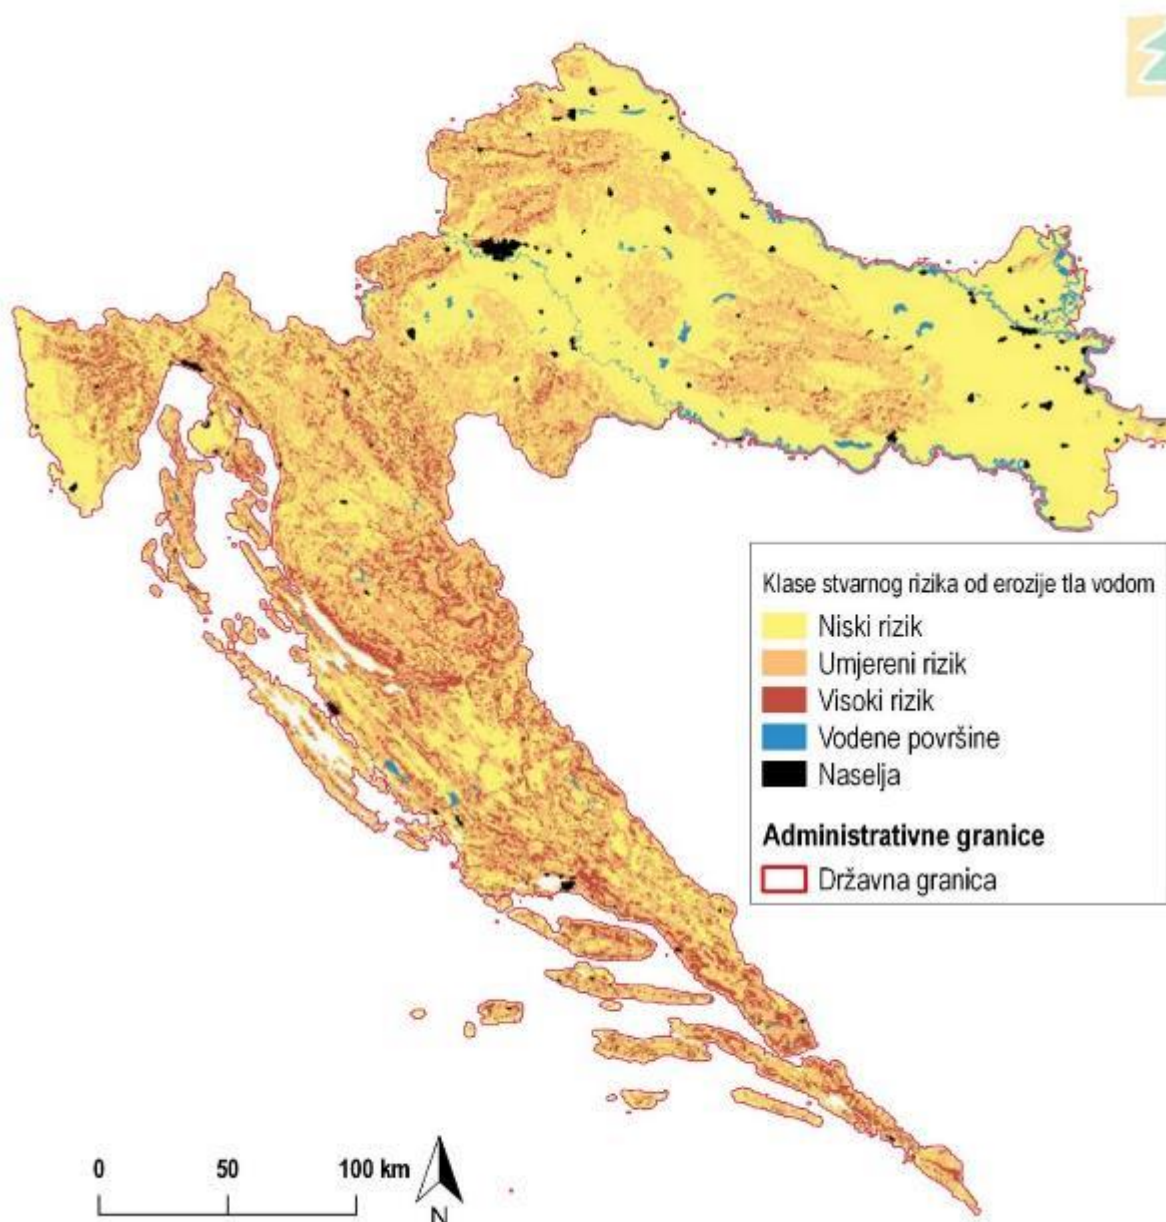 Klase stvarnog rizika od erozije tla vodom
Niski rizik
Umjereni rizik
Visoki rizik
Vodene površine
Naselja
Administrativne granice
Državna granica
0 50 100 km
N